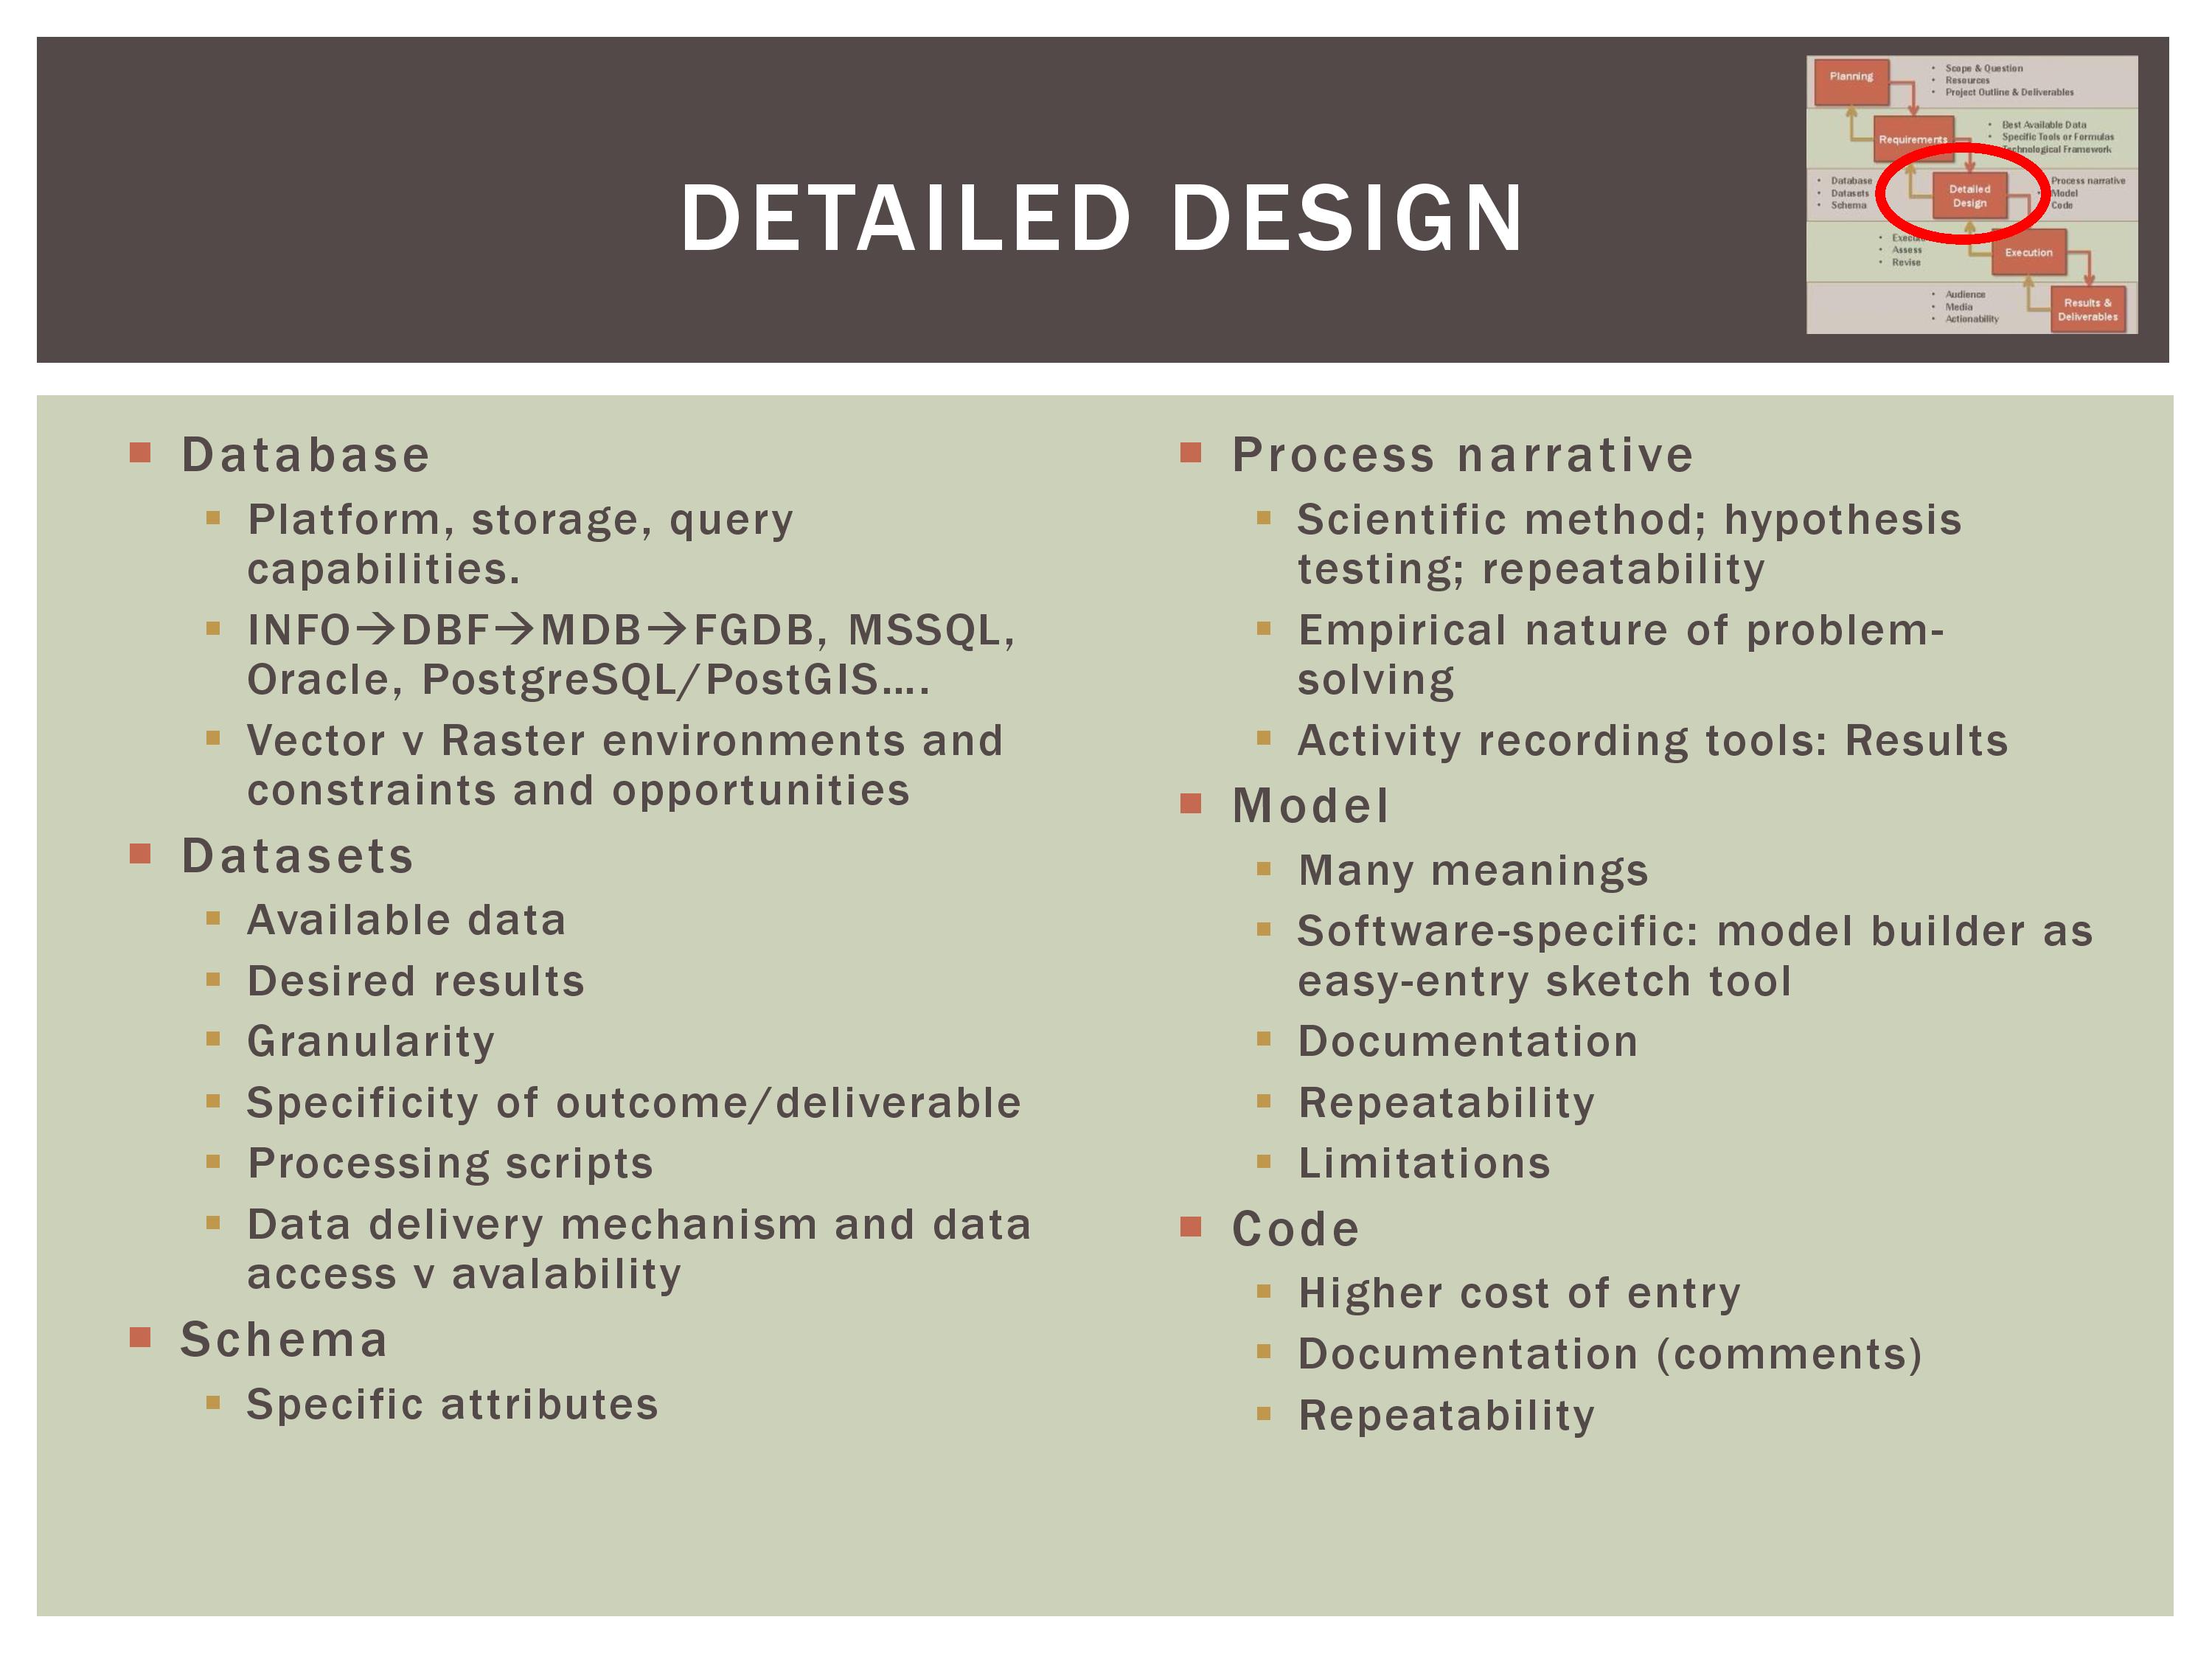 DETAILED DESIGN
Planning
• Scope & Question
• Resources
• Project Outline & Deliverables
Requirements
• Best Available Data
• Specific Tools or Formulas
Technological Framework
• Database
• Datasets
• Schema
Detailed
Design
Process narrative
• Model
Code
•
• Assess
• Revise
Execution
• Audience
• Media
• Actionability
Results &
Deliverables
■ Database
▪ Platform, storage, query
capabilities.
▪ INFO→DBF→MDB→FGDB, MSSQL,
Oracle, PostgreSQL/PostGIS....
▪ Vector v Raster environments and
constraints and opportunities
■ Datasets
▪ Available data
▪ Desired results
▪ Granularity
▪ Specificity of outcome/deliverable
▪ Processing scripts
▪ Data delivery mechanism and data
access v avalability
■ Schema
▪ Specific attributes
■ Process narrative
▪ Scientific method; hypothesis
testing; repeatability
▪ Empirical nature of problem-
solving
▪ Activity recording tools: Results
■ Model
▪ Many meanings
▪ Software-specific: model builder as
easy-entry sketch tool
▪ Documentation
▪ Repeatability
▪ Limitations
■ Code
▪ Higher cost of entry
▪ Documentation (comments)
▪ Repeatability